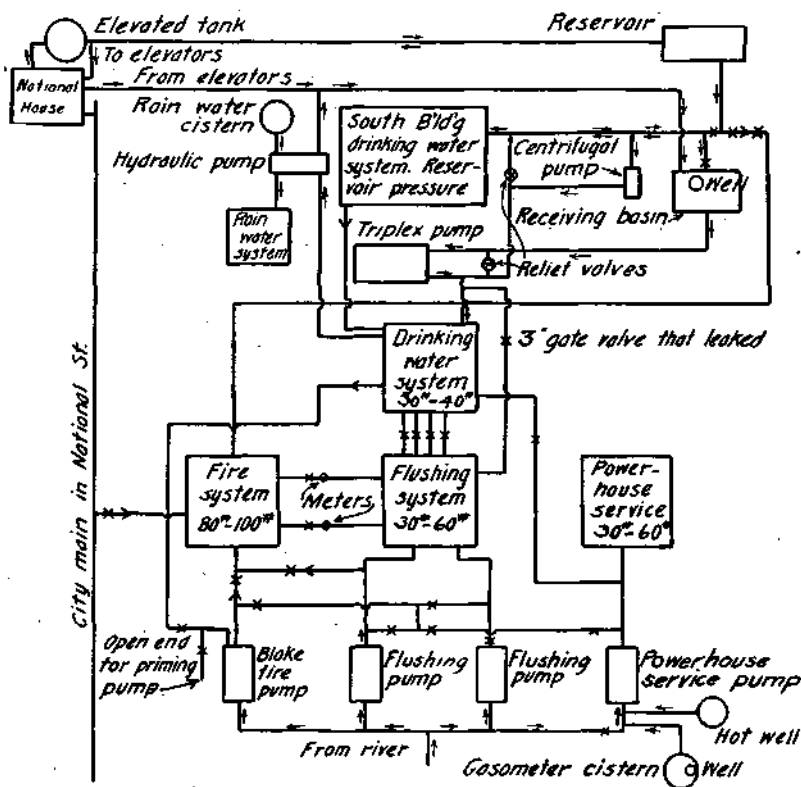 Elevated tank
Reservoir
To elevators
National
House
From elevators
Rain water
cistern
South B'ld'g
drinking water
system. Reser-
voir pressure
Centrifugal
pump
Hydraulic pump
Well
Receiving basin
Rain
water
system
Triplex pump
Relief valves
Drinking
water
system
30#-40#
3" gate valve that leaked
City main in National St.
Fire
system
80#-100#
Meters
Flushing
system
30#-60#
Power-
house
service
30#-60#
Open end
for priming
pump
Blake
fire
pump
Flushing
pump
Flushing
pump
Powerhouse
service pump
From river
Hot well
Gasometer cistern
Well